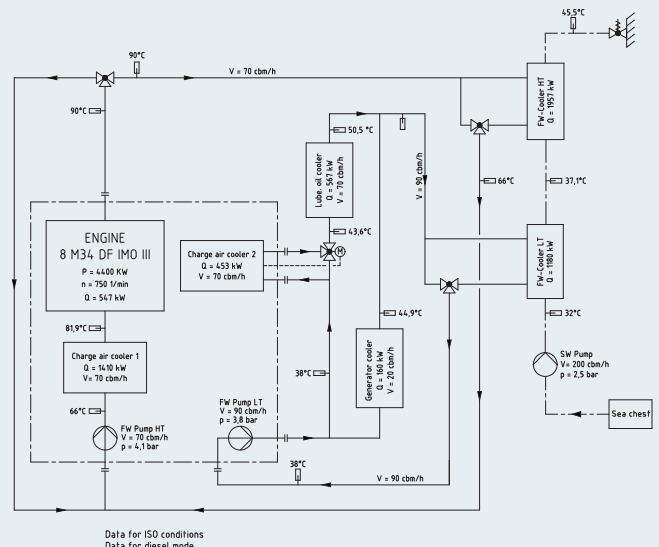 45,5°C
90°C
V = 70 cbm/h
90°C
FW-Cooler HT
Q = 1957 kW
50,5 °C
Lube. oil cooler
Q = 567 kW
V = 70 cbm/h
V = 90 cbm/h
66°C
37,1°C
43,6°C
ENGINE
8 M34 DF IMO III
P = 4400 KW
n = 750 1/min
Q = 547 kW
Charge air cooler 2
Q = 453 kW
V = 70 cbm/h
M
FW-Cooler LT
Q = 1180 kW
81,9°C
44,9°C
32°C
Charge air cooler 1
Q = 1410 kW
V= 70 cbm/h
38°C
Generator cooler
Q = 160 kW
V = 20 cbm/h
SW Pump
V= 200 cbm/h
p = 2,5 bar
66°C
FW Pump HT
V = 70 cbm/h
p = 4,1 bar
FW Pump LT
V = 90 cbm/h
p = 3,8 bar
Sea chest
38°C
V = 90 cbm/h
Data for ISO conditions
Data for diesel mode